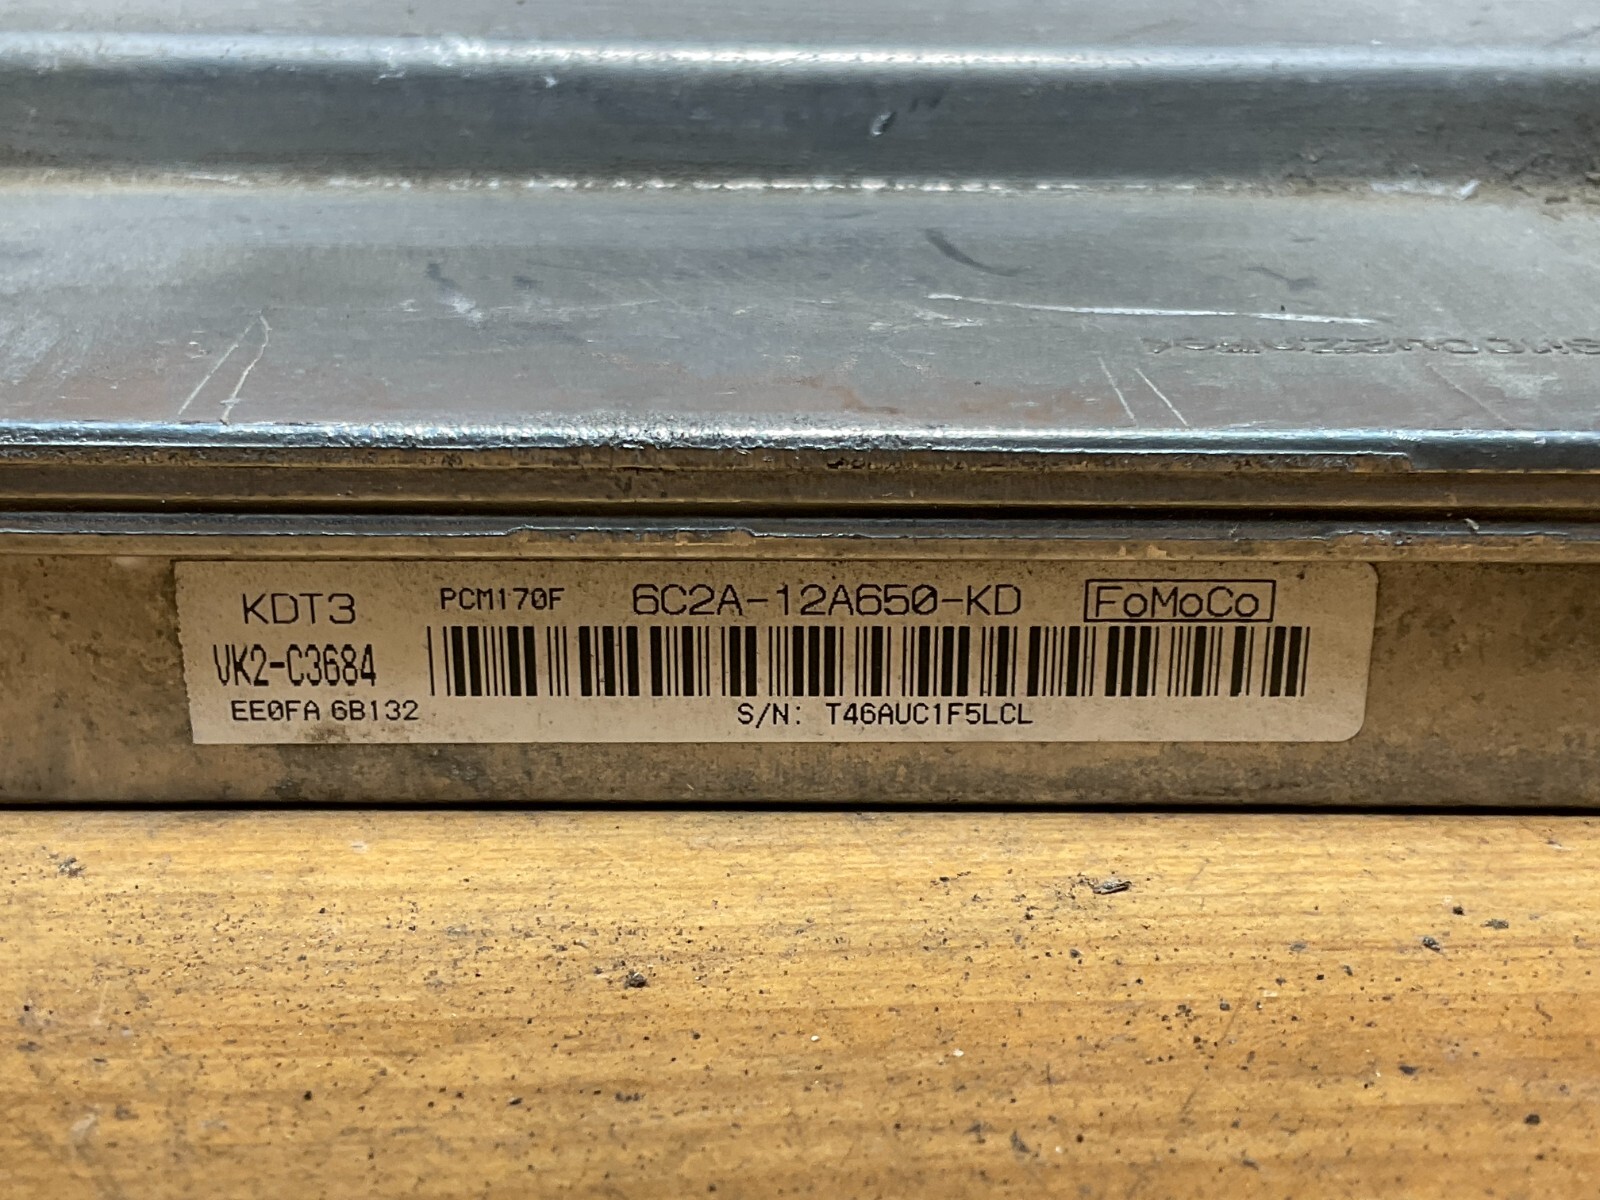 KDT3 PCM170F 6C2A-12A650-KD FoMoCo
VK2-C3684
EE0FA 6B132 S/N: T46AUC1F5LCL